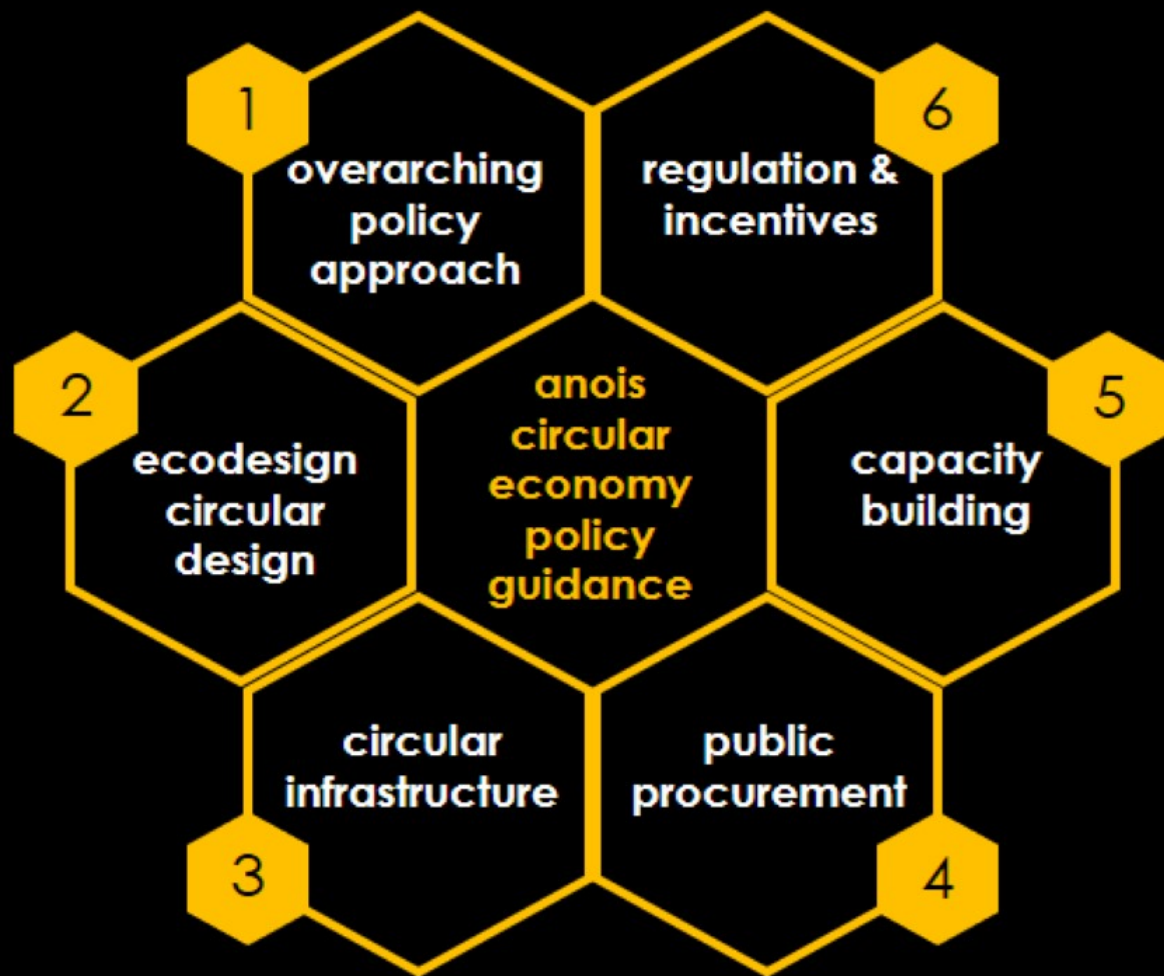 1
overarching
policy
approach
6
regulation &
incentives
2
ecodesign
circular
design
anois
circular
economy
policy
guidance
5
capacity
building
circular
infrastructure
3
public
procurement
4